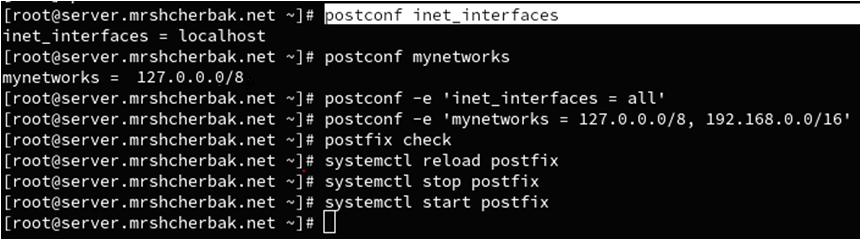 [root@server.mrshcherbak.net ~]# postconf inet_interfaces
inet_interfaces = localhost
[root@server.mrshcherbak.net ~]# postconf mynetworks
mynetworks =  127.0.0.0/8
[root@server.mrshcherbak.net ~]# postconf -e 'inet_interfaces = all'
[root@server.mrshcherbak.net ~]# postconf -e 'mynetworks = 127.0.0.0/8, 192.168.0.0/16'
[root@server.mrshcherbak.net ~]# postfix check
[root@server.mrshcherbak.net ~]# systemctl reload postfix
[root@server.mrshcherbak.net ~]# systemctl stop postfix
[root@server.mrshcherbak.net ~]# systemctl start postfix
[root@server.mrshcherbak.net ~]#